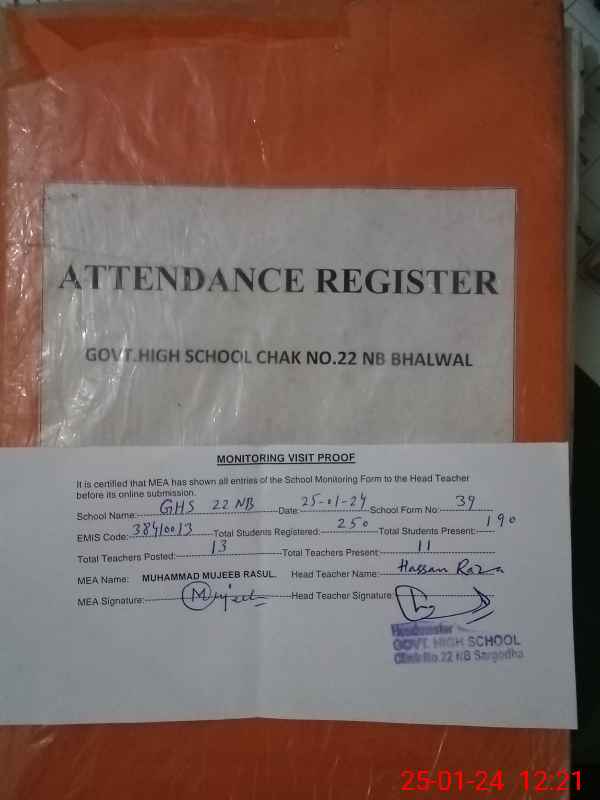 ATTENDANCE REGISTER
GOVT.HIGH SCHOOL CHAK NO.22 NB BHALWAL
MONITORING VISIT PROOF
It is certified that MEA has shown all entries of the School Monitoring Form to the Head Teacher
before its online submission.
School Name: GHS 22 NB Date: 25-01-24 School Form No: 39
EMIS Code: 38410013 Total Students Registered: 250 Total Students Present: 190
Total Teachers Posted: 13 Total Teachers Present: 11
MEA Name: MUHAMMAD MUJEEB RASUL. Head Teacher Name: Hassan Raza
MEA Signature: Mujeeb Head Teacher Signature:
Headmaster
GOVT. HIGH SCHOOL
Chak No.22 NB Sargodha
25-01-24 12:21